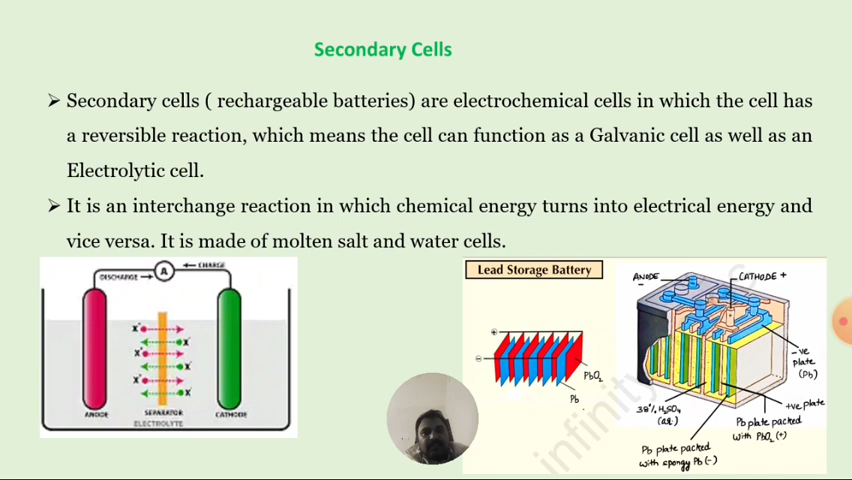 Secondary Cells
➢ Secondary cells ( rechargeable batteries) are electrochemical cells in which the cell has
a reversible reaction, which means the cell can function as a Galvanic cell as well as an
Electrolytic cell.
➢ It is an interchange reaction in which chemical energy turns into electrical energy and
vice versa. It is made of molten salt and water cells.
DISCHARGE
A
CHARGE
X⁺
X⁻
X⁺
X⁻
X⁺
X⁻
ANODE
SEPARATOR
CATHODE
ELECTROLYTE
Lead Storage Battery
+
-
PbO₂
Pb
ANODE
CATHODE +
-ve
plate
(Pb)
+ve plate
38% H₂SO₄
(aq)
Pb plate packed
with PbO₂ (+)
Pb plate packed
with spongy Pb (-)
infinity